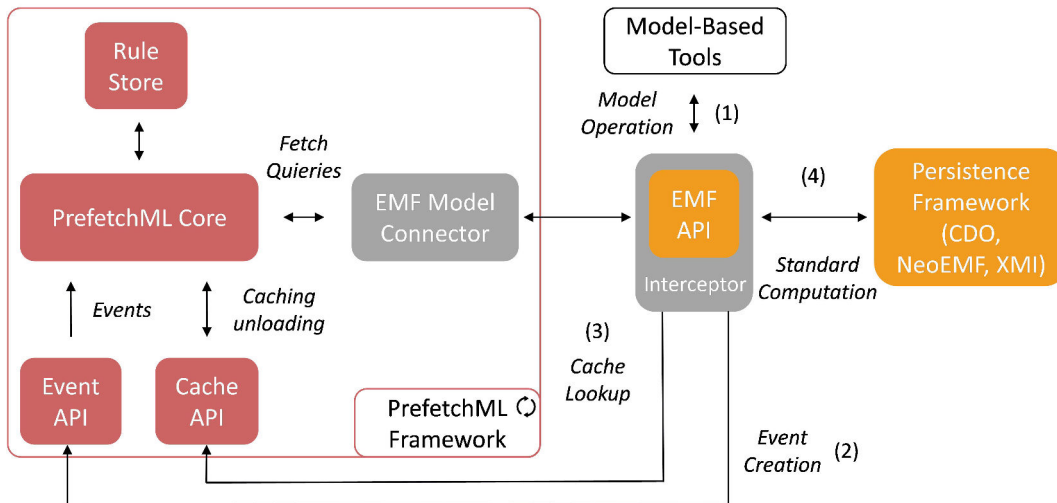 Rule
Store
Model-Based
Tools
Model
Operation
(1)
Fetch
Quieries
PrefetchML Core
EMF Model
Connector
EMF
API
Interceptor
(4)
Persistence
Framework
(CDO,
NeoEMF, XMI)
Standard
Computation
Events
Caching
unloading
(3)
Cache
Lookup
Event
API
Cache
API
PrefetchML
Framework
Event
Creation
(2)